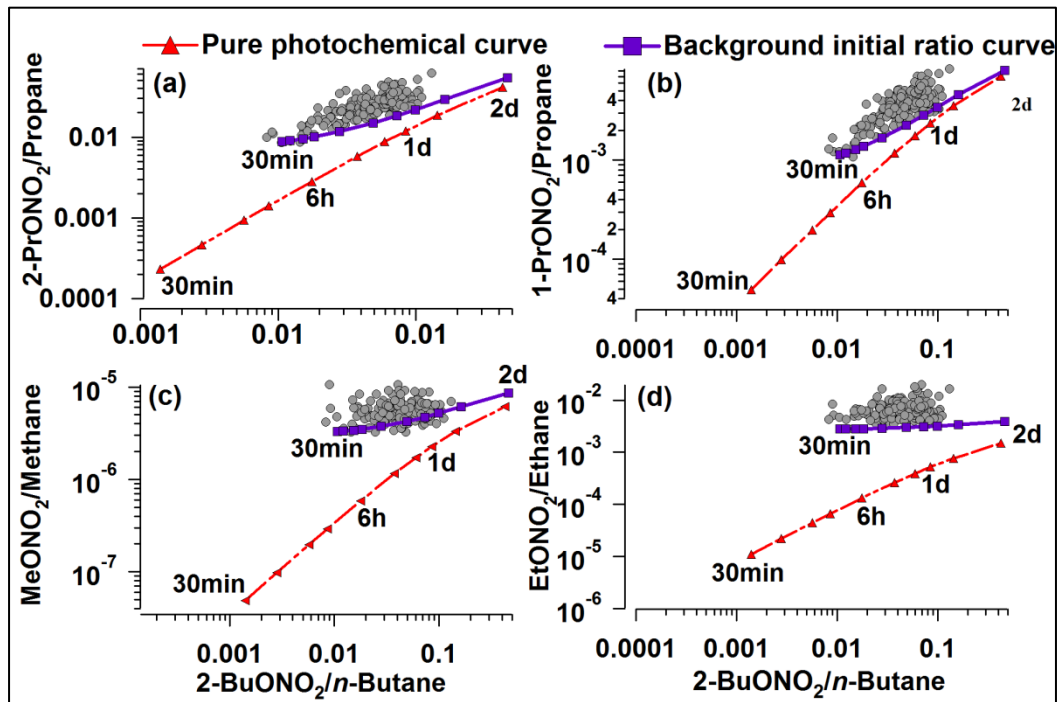 Pure photochemical curve
Background initial ratio curve
(a)
2-PrONO2/Propane
0.01
0.001
0.0001
30min
2d
1d
6h
30min
0.001
0.01
0.01
(b)
1-PrONO2/Propane
4
2
10-3
4
2
10-4
4
30min
2d
1d
6h
30min
0.0001
0.001
0.01
0.1
(c)
MeONO2/Methane
10-5
10-6
10-7
30min
2d
1d
6h
30min
0.001
0.01
0.1
2-BuONO2/n-Butane
(d)
EtONO2/Ethane
10-2
10-3
10-4
10-5
10-6
30min
2d
1d
6h
30min
0.0001
0.001
0.01
0.1
2-BuONO2/n-Butane